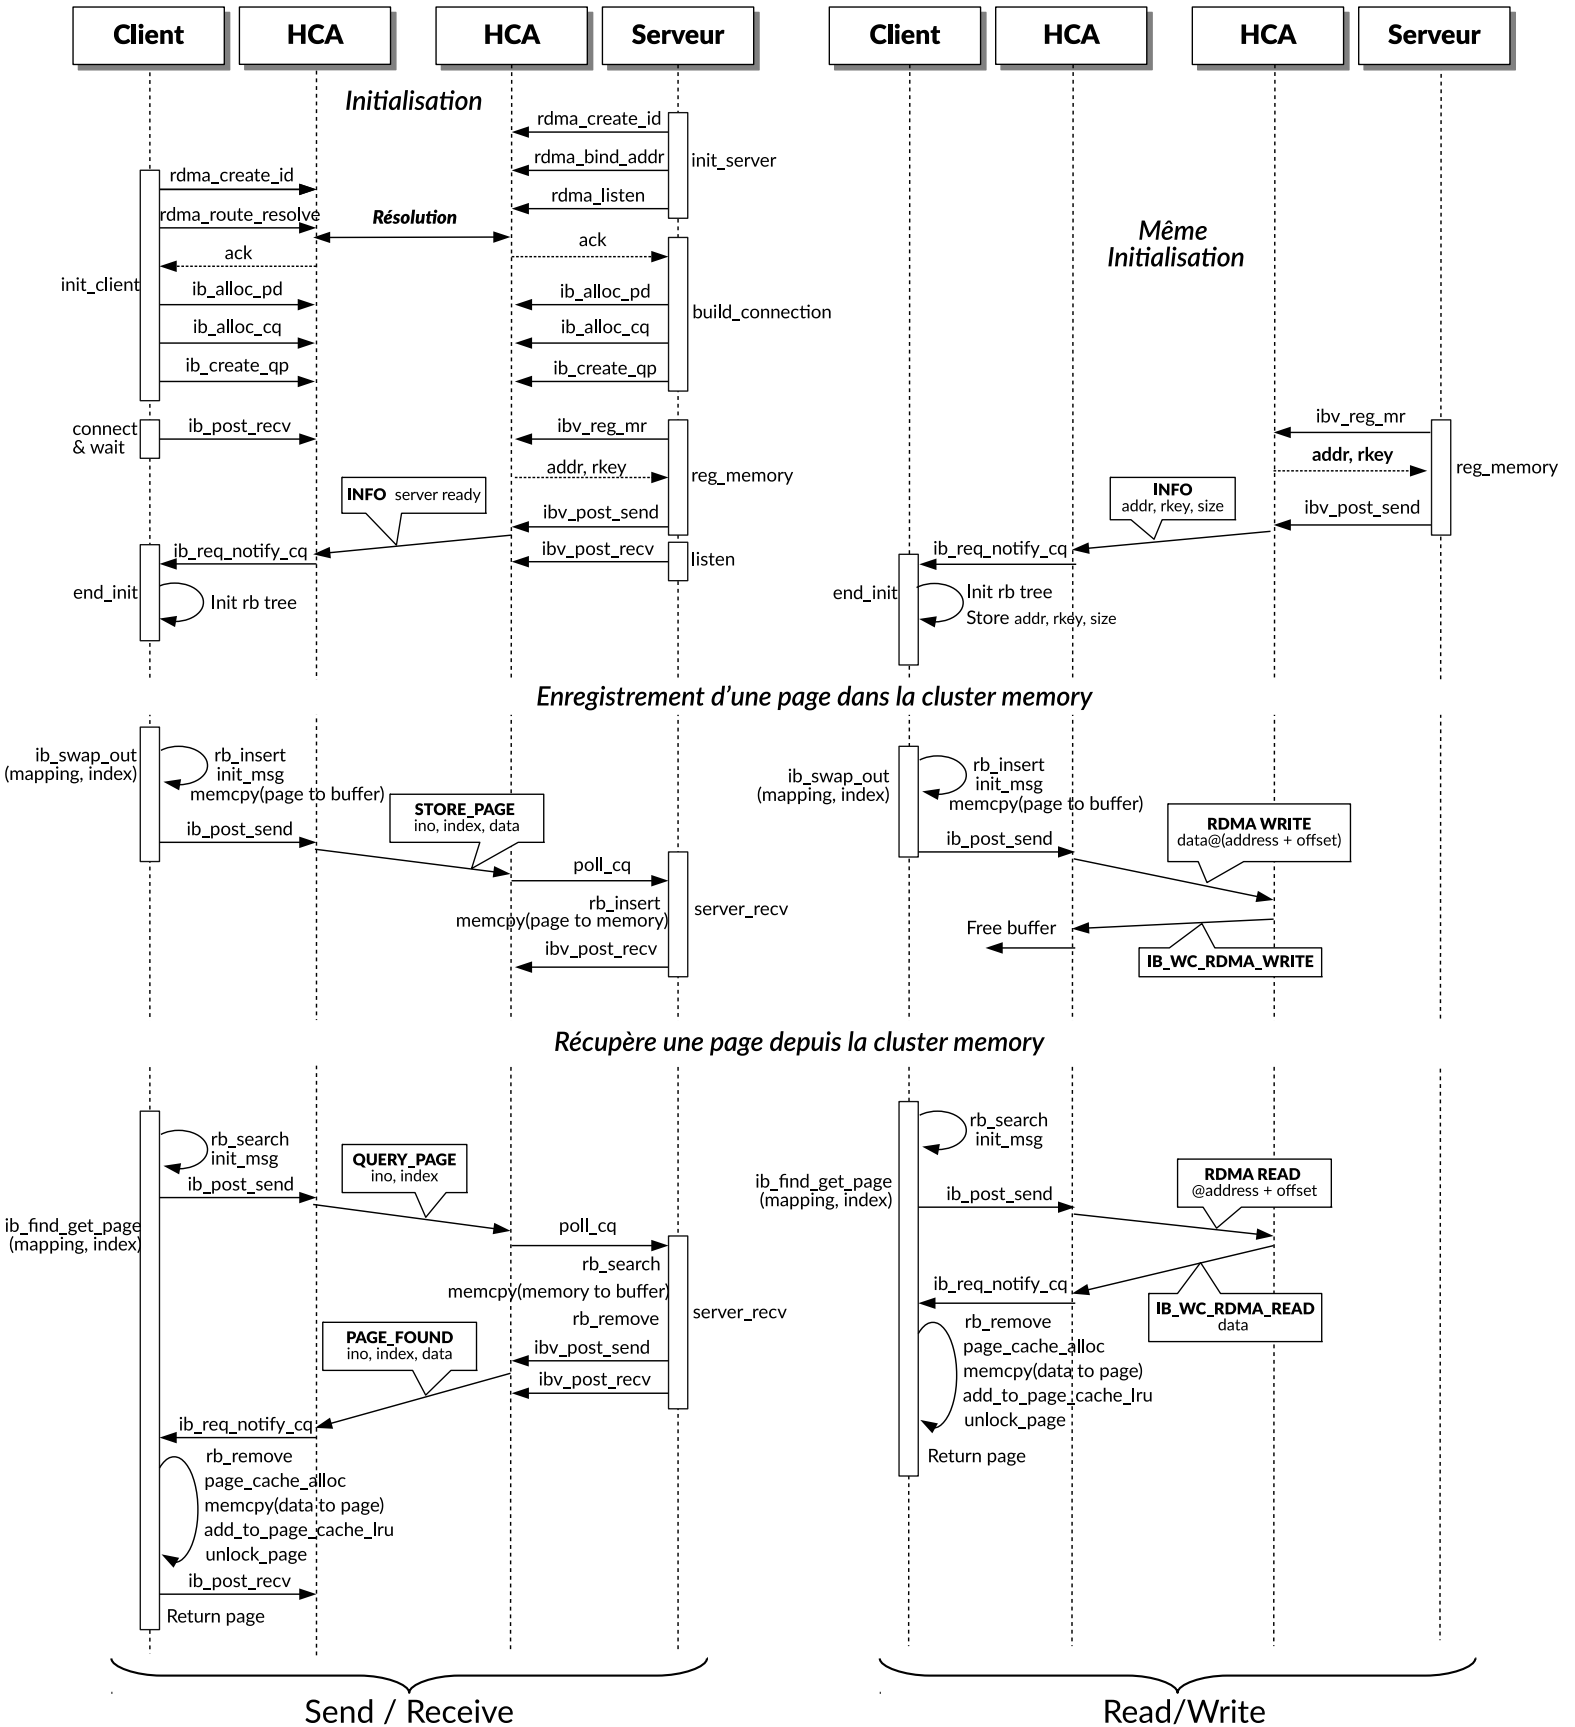 Client
HCA
HCA
Serveur
Initialisation
rdma_create_id
rdma_bind_addr
init_server
rdma_listen
rdma_create_id
rdma_route_resolve
Résolution
ack
ack
init_client
ib_alloc_pd
ib_alloc_cq
ib_create_qp
ib_alloc_pd
ib_alloc_cq
ib_create_qp
build_connection
connect
& wait
ib_post_recv
ibv_reg_mr
addr, rkey
reg_memory
INFO server ready
ibv_post_send
ib_req_notify_cq
ibv_post_recv
listen
end_init
Init rb tree
Client
HCA
HCA
Serveur
Même
Initialisation
ibv_reg_mr
addr, rkey
reg_memory
INFO
addr, rkey, size
ibv_post_send
ib_req_notify_cq
end_init
Init rb tree
Store addr, rkey, size
Enregistrement d’une page dans la cluster memory
ib_swap_out
(mapping, index)
rb_insert
init_msg
memcpy(page to buffer)
STORE_PAGE
ino, index, data
ib_post_send
poll_cq
rb_insert
memcpy(page to memory)
server_recv
ibv_post_recv
ib_swap_out
(mapping, index)
rb_insert
init_msg
memcpy(page to buffer)
ib_post_send
RDMA WRITE
data@(address + offset)
Free buffer
IB_WC_RDMA_WRITE
Récupère une page depuis la cluster memory
rb_search
init_msg
QUERY_PAGE
ino, index
ib_post_send
ib_find_get_page
(mapping, index)
poll_cq
rb_search
memcpy(memory to buffer)
rb_remove
server_recv
PAGE_FOUND
ino, index, data
ibv_post_send
ibv_post_recv
ib_req_notify_cq
rb_remove
page_cache_alloc
memcpy(data to page)
add_to_page_cache_lru
unlock_page
ib_post_recv
Return page
rb_search
init_msg
ib_find_get_page
(mapping, index)
ib_post_send
RDMA READ
@address + offset
ib_req_notify_cq
IB_WC_RDMA_READ
data
rb_remove
page_cache_alloc
memcpy(data to page)
add_to_page_cache_lru
unlock_page
Return page
Send / Receive
Read/Write